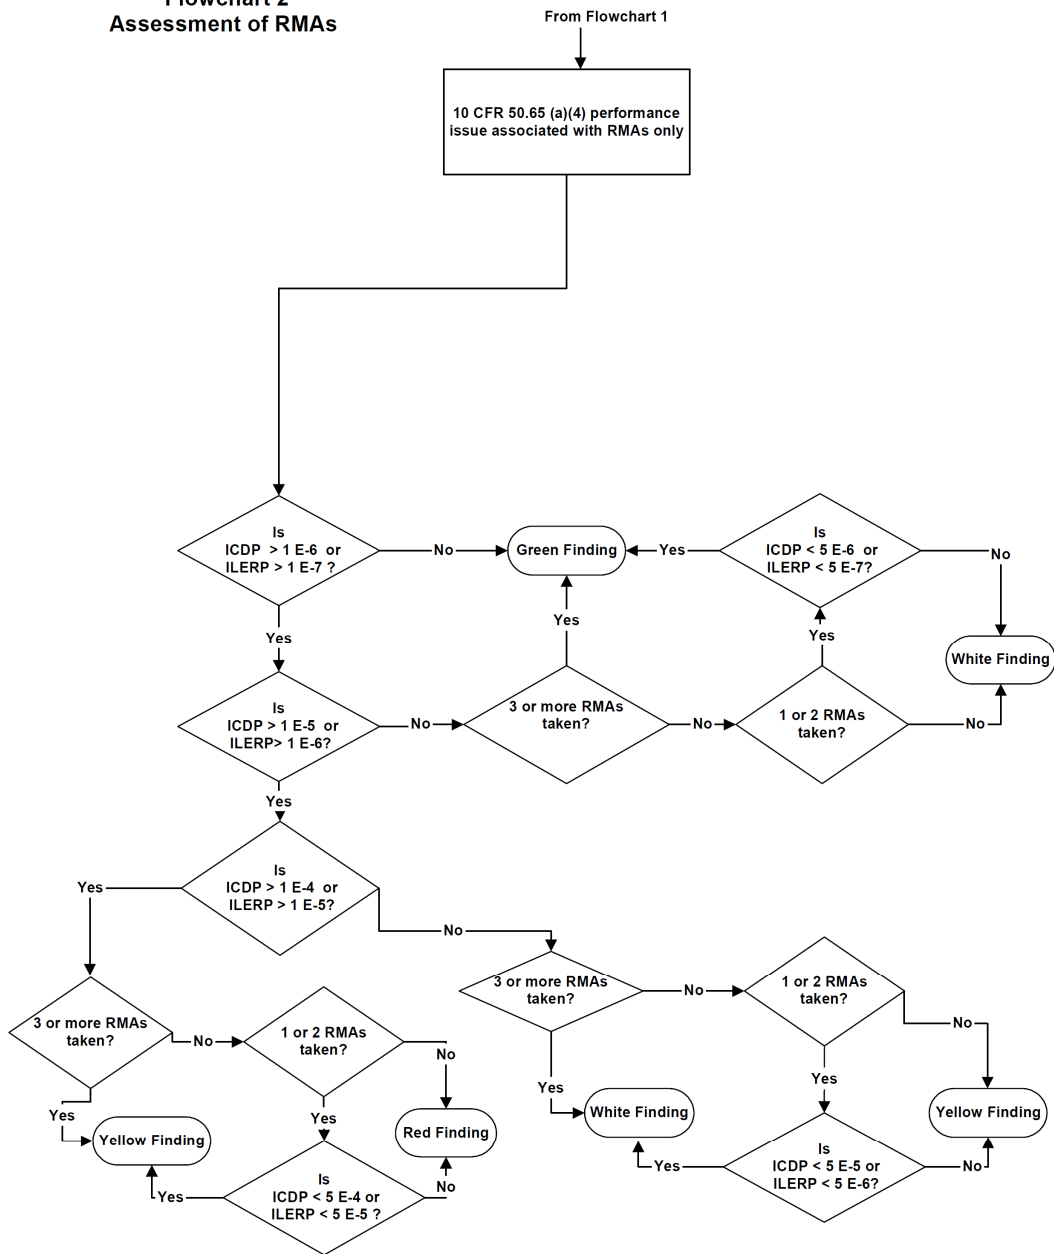 Flowchart 2
Assessment of RMAs
From Flowchart 1
10 CFR 50.65 (a)(4) performance
issue associated with RMAs only
Is
ICDP > 1 E-6 or
ILERP > 1 E-7 ?
No
Green Finding
Yes
Is
ICDP < 5 E-6 or
ILERP < 5 E-7?
No
Yes
Yes
Yes
White Finding
Is
ICDP > 1 E-5 or
ILERP> 1 E-6?
No
3 or more RMAs
taken?
No
1 or 2 RMAs
taken?
No
Yes
Is
ICDP > 1 E-4 or
ILERP > 1 E-5?
Yes
No
3 or more RMAs
taken?
No
1 or 2 RMAs
taken?
No
3 or more RMAs
taken?
No
1 or 2 RMAs
taken?
No
Yes
Yes
Yes
Yes
Yellow Finding
Red Finding
White Finding
Yellow Finding
Is
ICDP < 5 E-4 or
ILERP < 5 E-5 ?
Yes
No
Is
ICDP < 5 E-5 or
ILERP < 5 E-6?
Yes
No